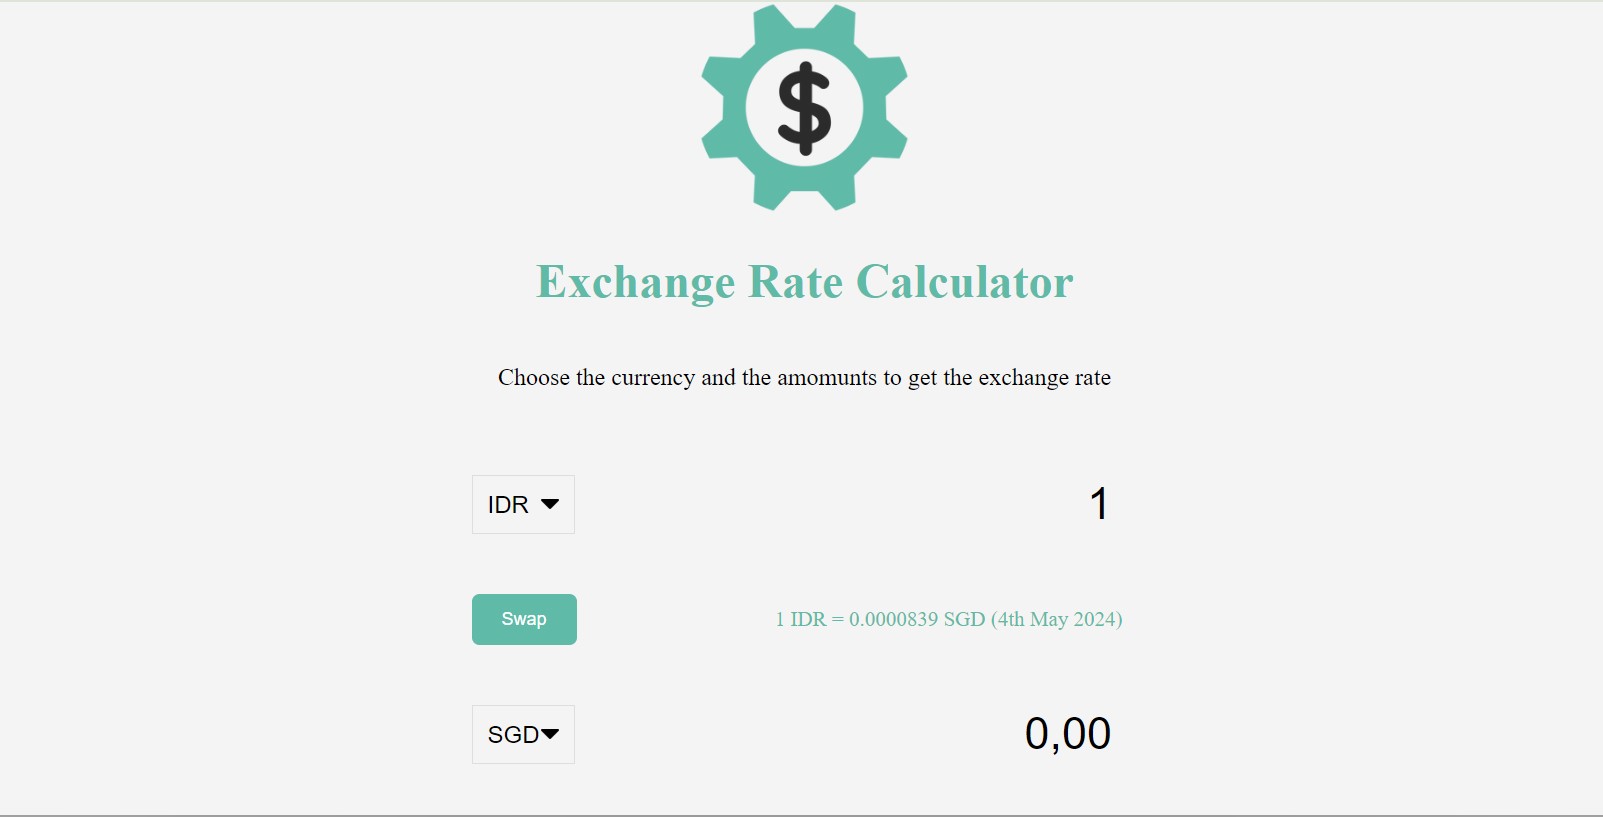 $
Exchange Rate Calculator
Choose the currency and the amomunts to get the exchange rate
IDR 1
Swap 1 IDR = 0.0000839 SGD (4th May 2024)
SGD 0,00